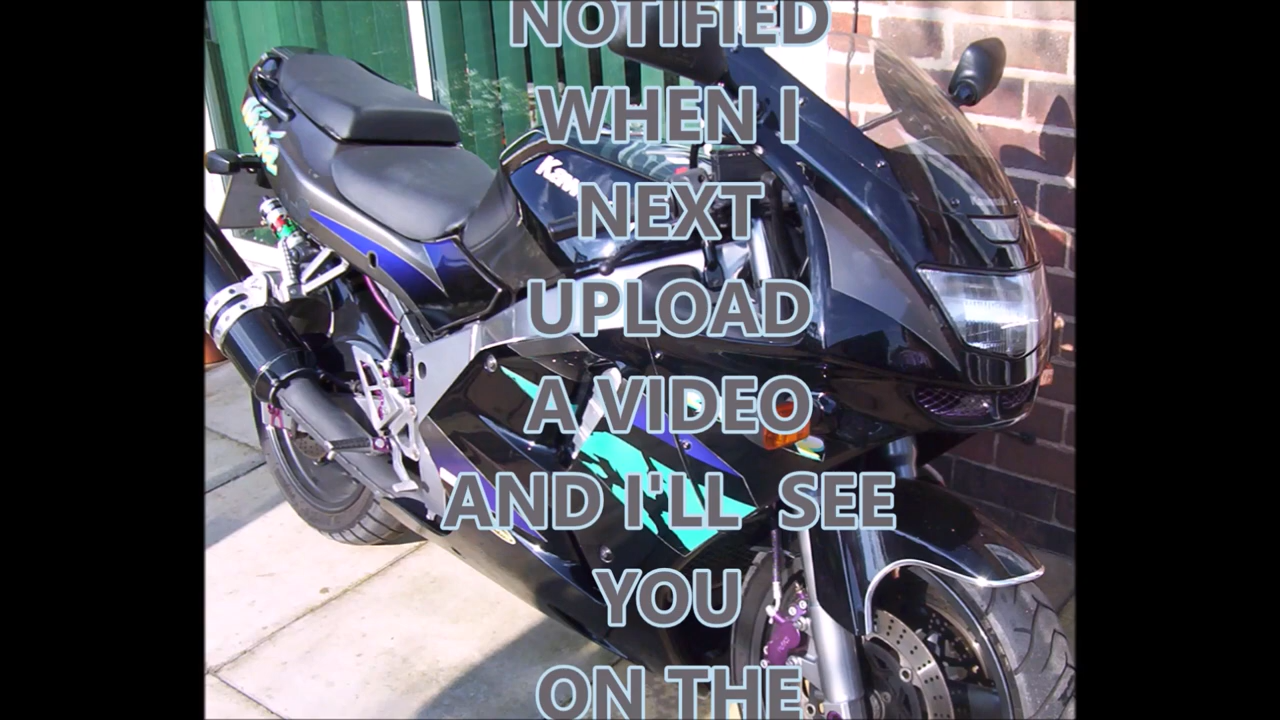 NOTIFIED
WHEN I
NEXT
UPLOAD
A VIDEO
AND I'LL  SEE
YOU
ON THE